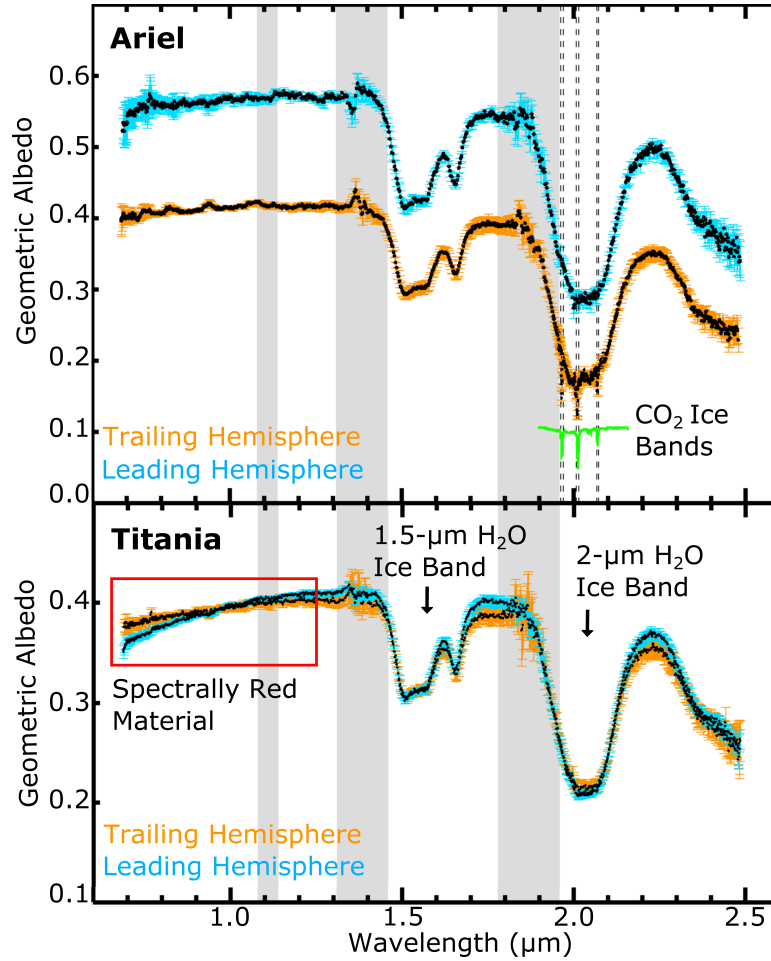 Ariel
0.6
0.5
0.4
0.3
0.2
0.1
0.0
Geometric Albedo
CO₂ Ice
Bands
Trailing Hemisphere
Leading Hemisphere
Titania
1.5-μm H₂O
Ice Band
2-μm H₂O
Ice Band
0.4
0.3
0.2
0.1
Geometric Albedo
Spectrally Red
Material
Trailing Hemisphere
Leading Hemisphere
1.0
1.5
2.0
2.5
Wavelength (μm)